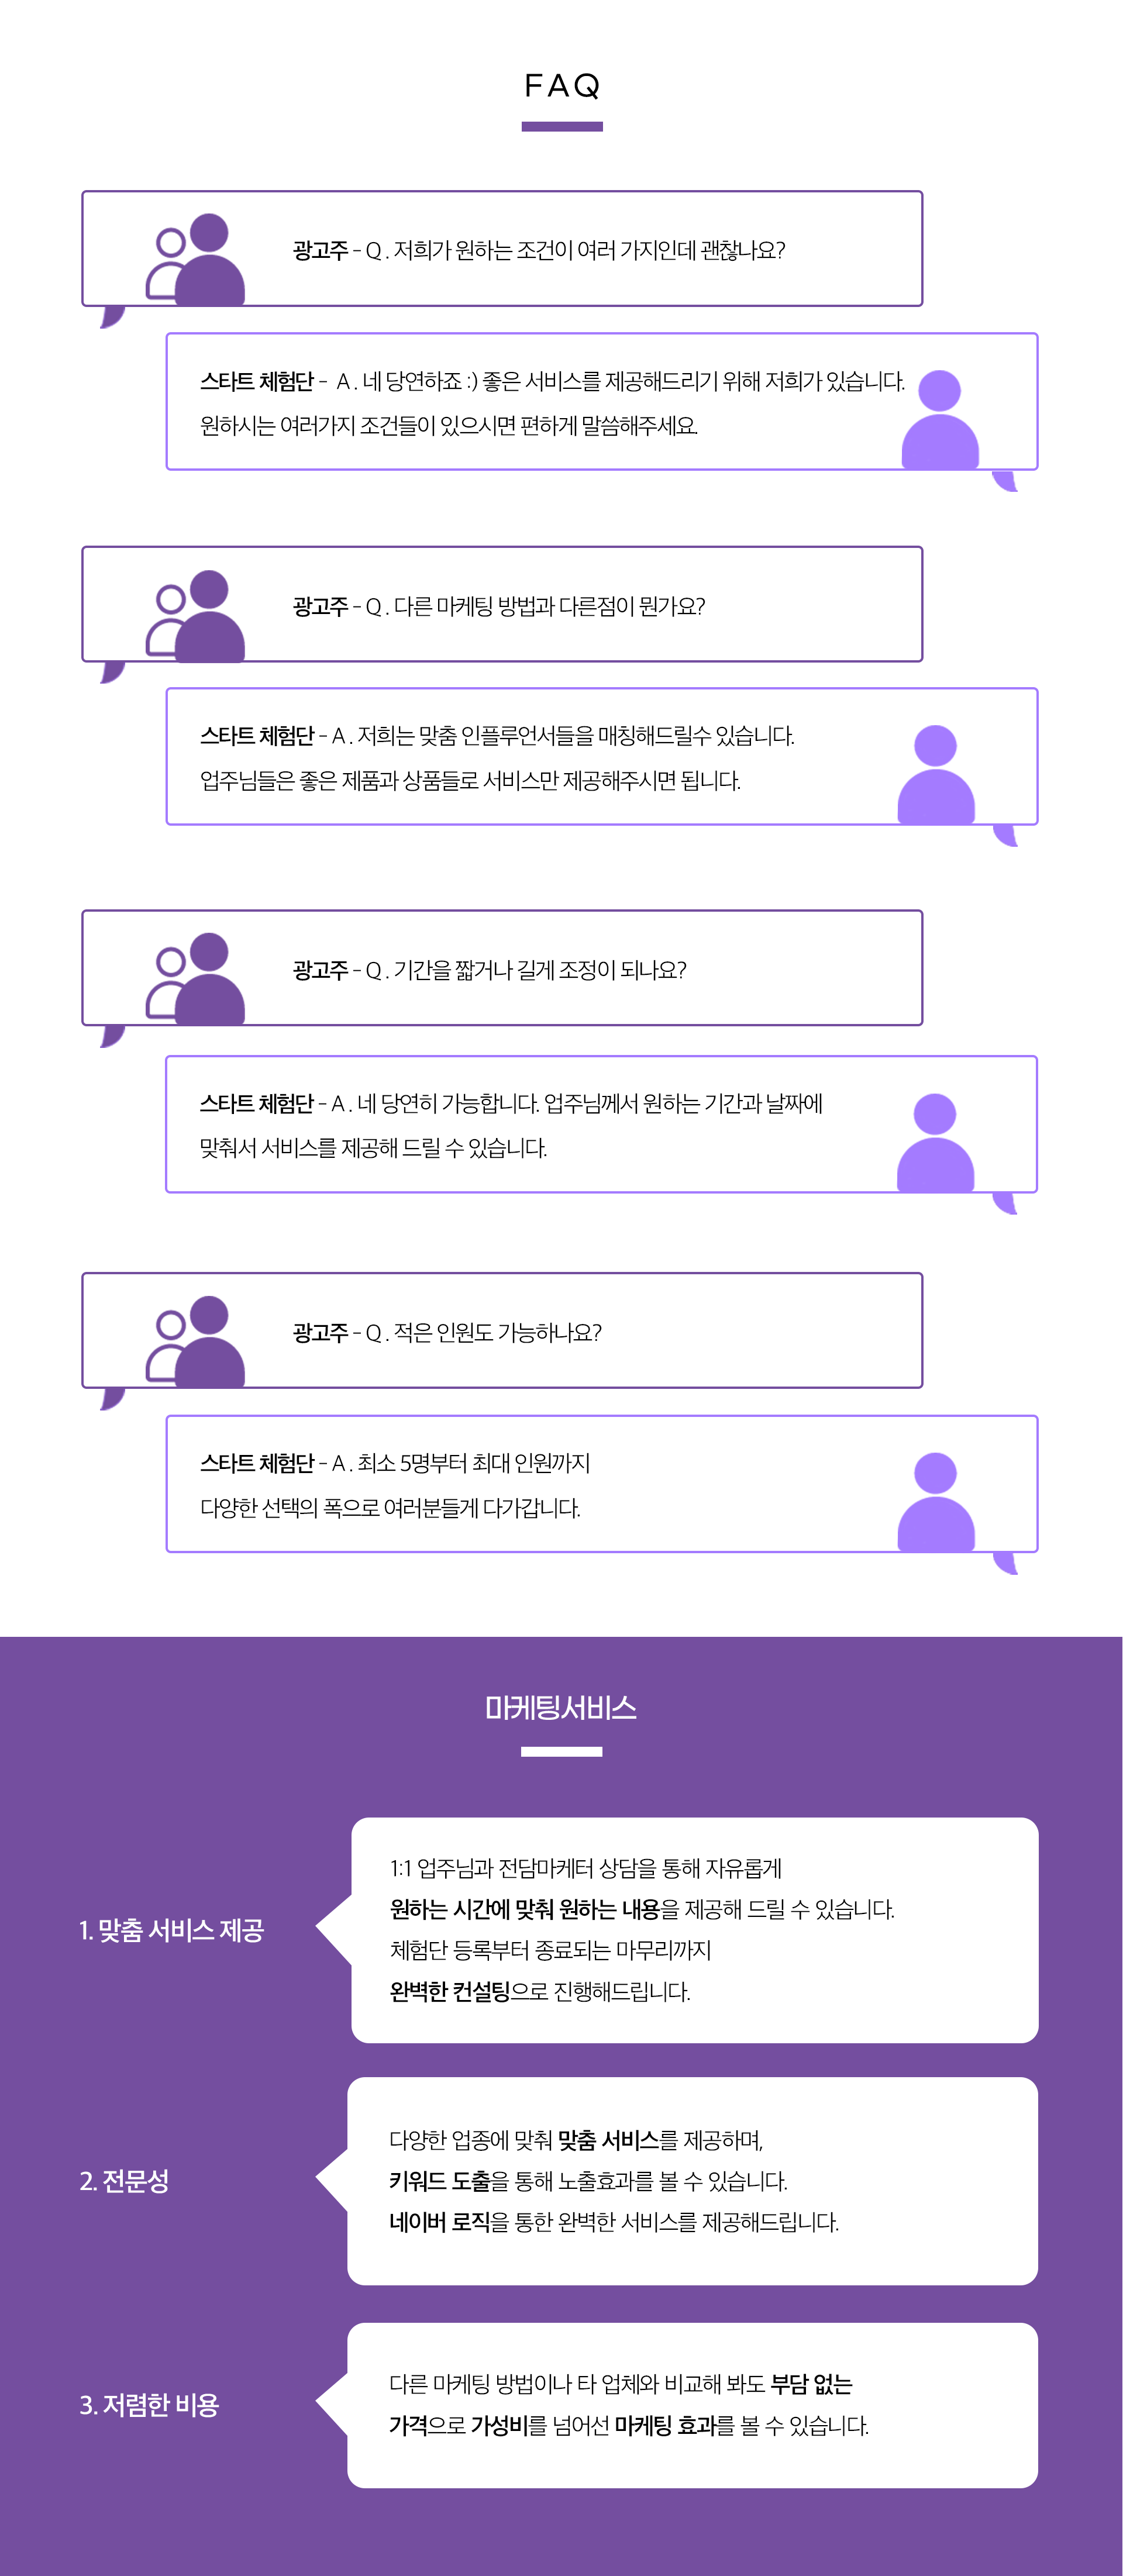 FAQ
광고주 - Q . 저희가 원하는 조건이 여러 가지인데 괜찮나요?
스타트 체험단 - A . 네 당연하죠 :) 좋은 서비스를 제공해드리기 위해 저희가 있습니다.
원하시는 여러가지 조건들이 있으시면 편하게 말씀해주세요.
광고주 - Q . 다른 마케팅 방법과 다른점이 뭔가요?
스타트 체험단 - A . 저희는 맞춤 인플루언서들을 매칭해드릴수 있습니다.
업주님들은 좋은 제품과 상품들로 서비스만 제공해주시면 됩니다.
광고주 - Q . 기간을 짧거나 길게 조정이 되나요?
스타트 체험단 - A . 네 당연히 가능합니다. 업주님께서 원하는 기간과 날짜에
맞춰서 서비스를 제공해 드릴 수 있습니다.
광고주 - Q . 적은 인원도 가능하나요?
스타트 체험단 - A . 최소 5명부터 최대 인원까지
다양한 선택의 폭으로 여러분들게 다가갑니다.
마케팅서비스
1. 맞춤 서비스 제공
1:1 업주님과 전담마케터 상담을 통해 자유롭게
원하는 시간에 맞춰 원하는 내용을 제공해 드릴 수 있습니다.
체험단 등록부터 종료되는 마무리까지
완벽한 컨설팅으로 진행해드립니다.
2. 전문성
다양한 업종에 맞춰 맞춤 서비스를 제공하며,
키워드 도출을 통해 노출효과를 볼 수 있습니다.
네이버 로직을 통한 완벽한 서비스를 제공해드립니다.
3. 저렴한 비용
다른 마케팅 방법이나 타 업체와 비교해 봐도 부담 없는
가격으로 가성비를 넘어선 마케팅 효과를 볼 수 있습니다.